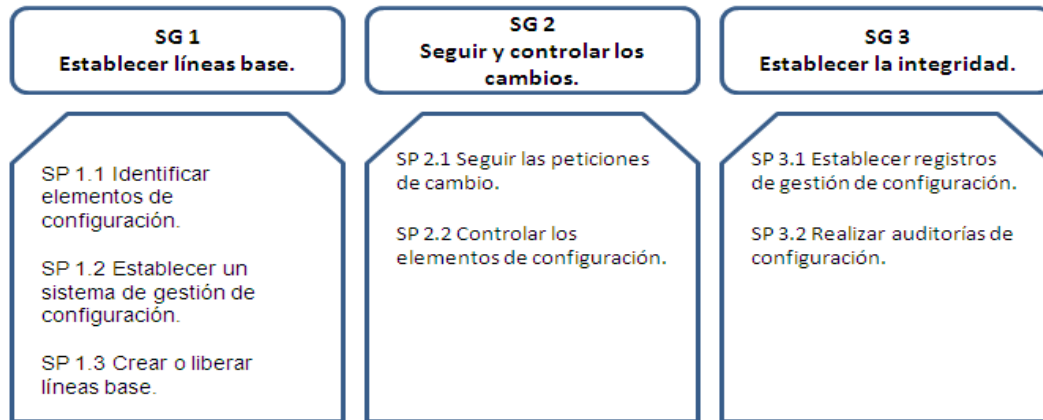 SG 1
Establecer líneas base.
SG 2
Seguir y controlar los
cambios.
SG 3
Establecer la integridad.
SP 1.1 Identificar
elementos de
configuración.
SP 1.2 Establecer un
sistema de gestión de
configuración.
SP 1.3 Crear o liberar
líneas base.
SP 2.1 Seguir las peticiones
de cambio.
SP 2.2 Controlar los
elementos de configuración.
SP 3.1 Establecer registros
de gestión de configuración.
SP 3.2 Realizar auditorías de
configuración.